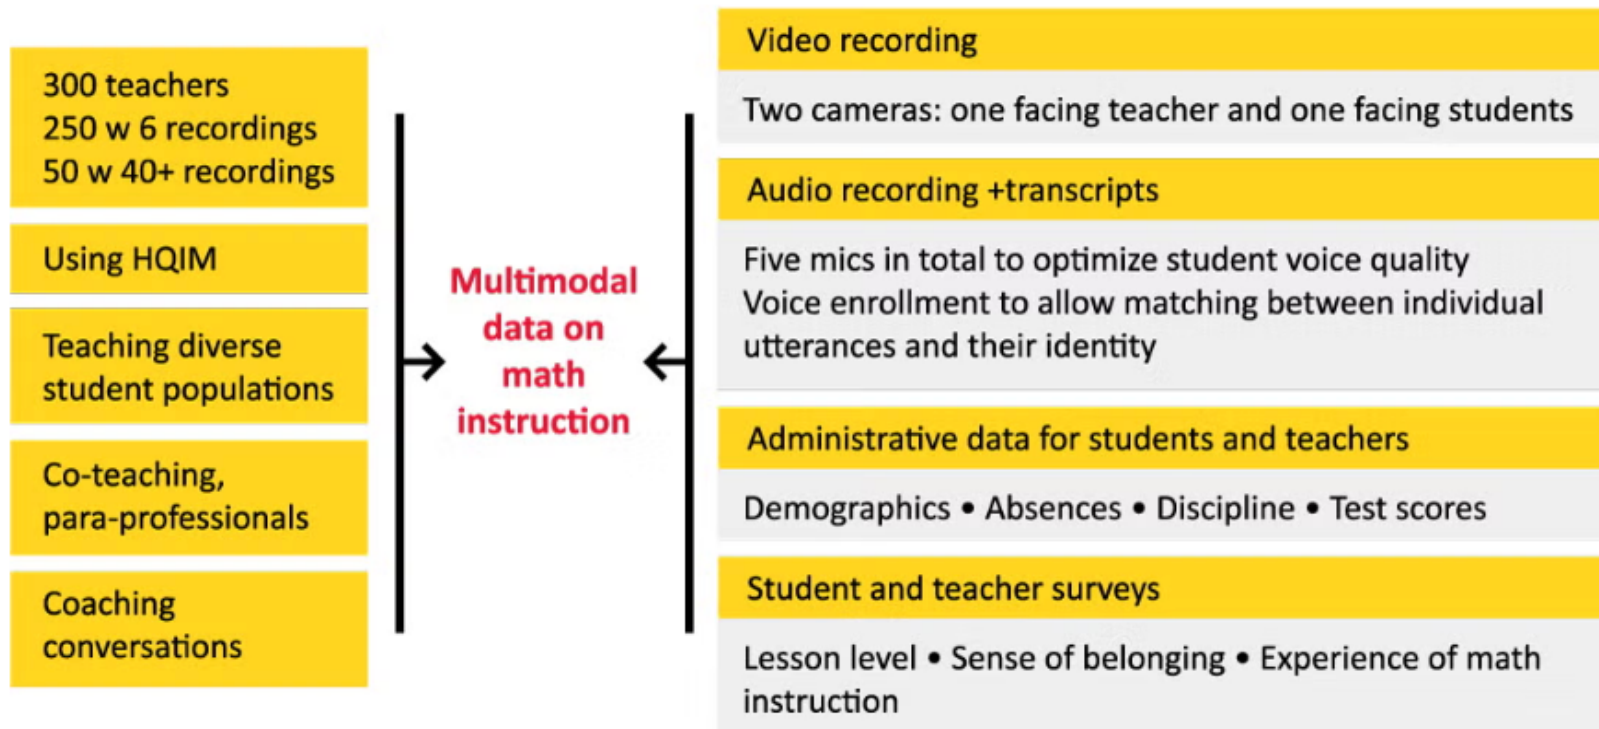 300 teachers
250 w 6 recordings
50 w 40+ recordings
Using HQIM
Teaching diverse
student populations
Co-teaching,
para-professionals
Coaching
conversations
Multimodal
data on
math
instruction
Video recording
Two cameras: one facing teacher and one facing students
Audio recording +transcripts
Five mics in total to optimize student voice quality
Voice enrollment to allow matching between individual
utterances and their identity
Administrative data for students and teachers
Demographics • Absences • Discipline • Test scores
Student and teacher surveys
Lesson level • Sense of belonging • Experience of math
instruction